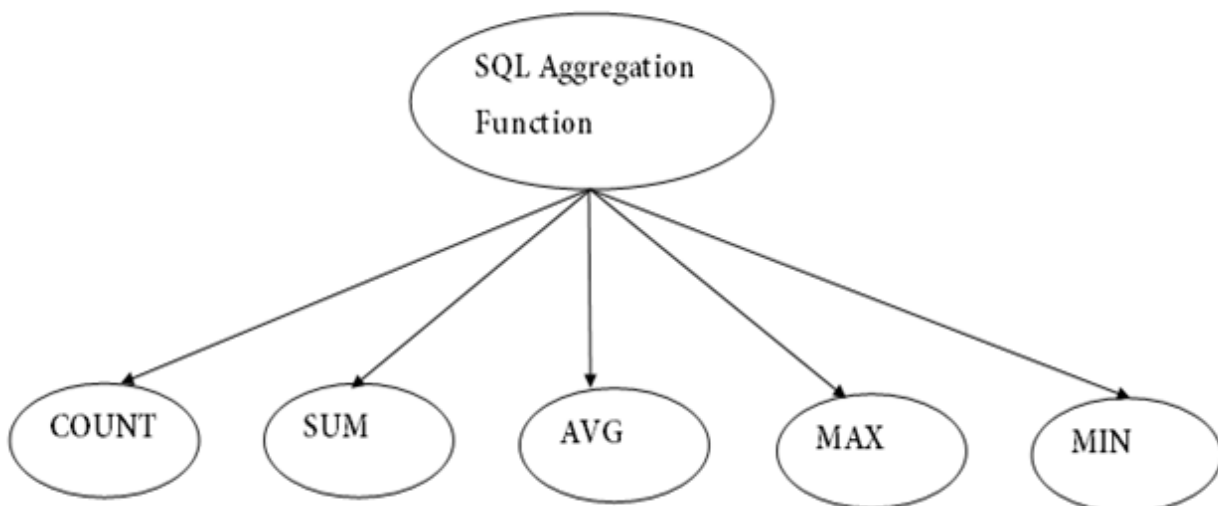 SQL Aggregation
Function
COUNT
SUM
AVG
MAX
MIN